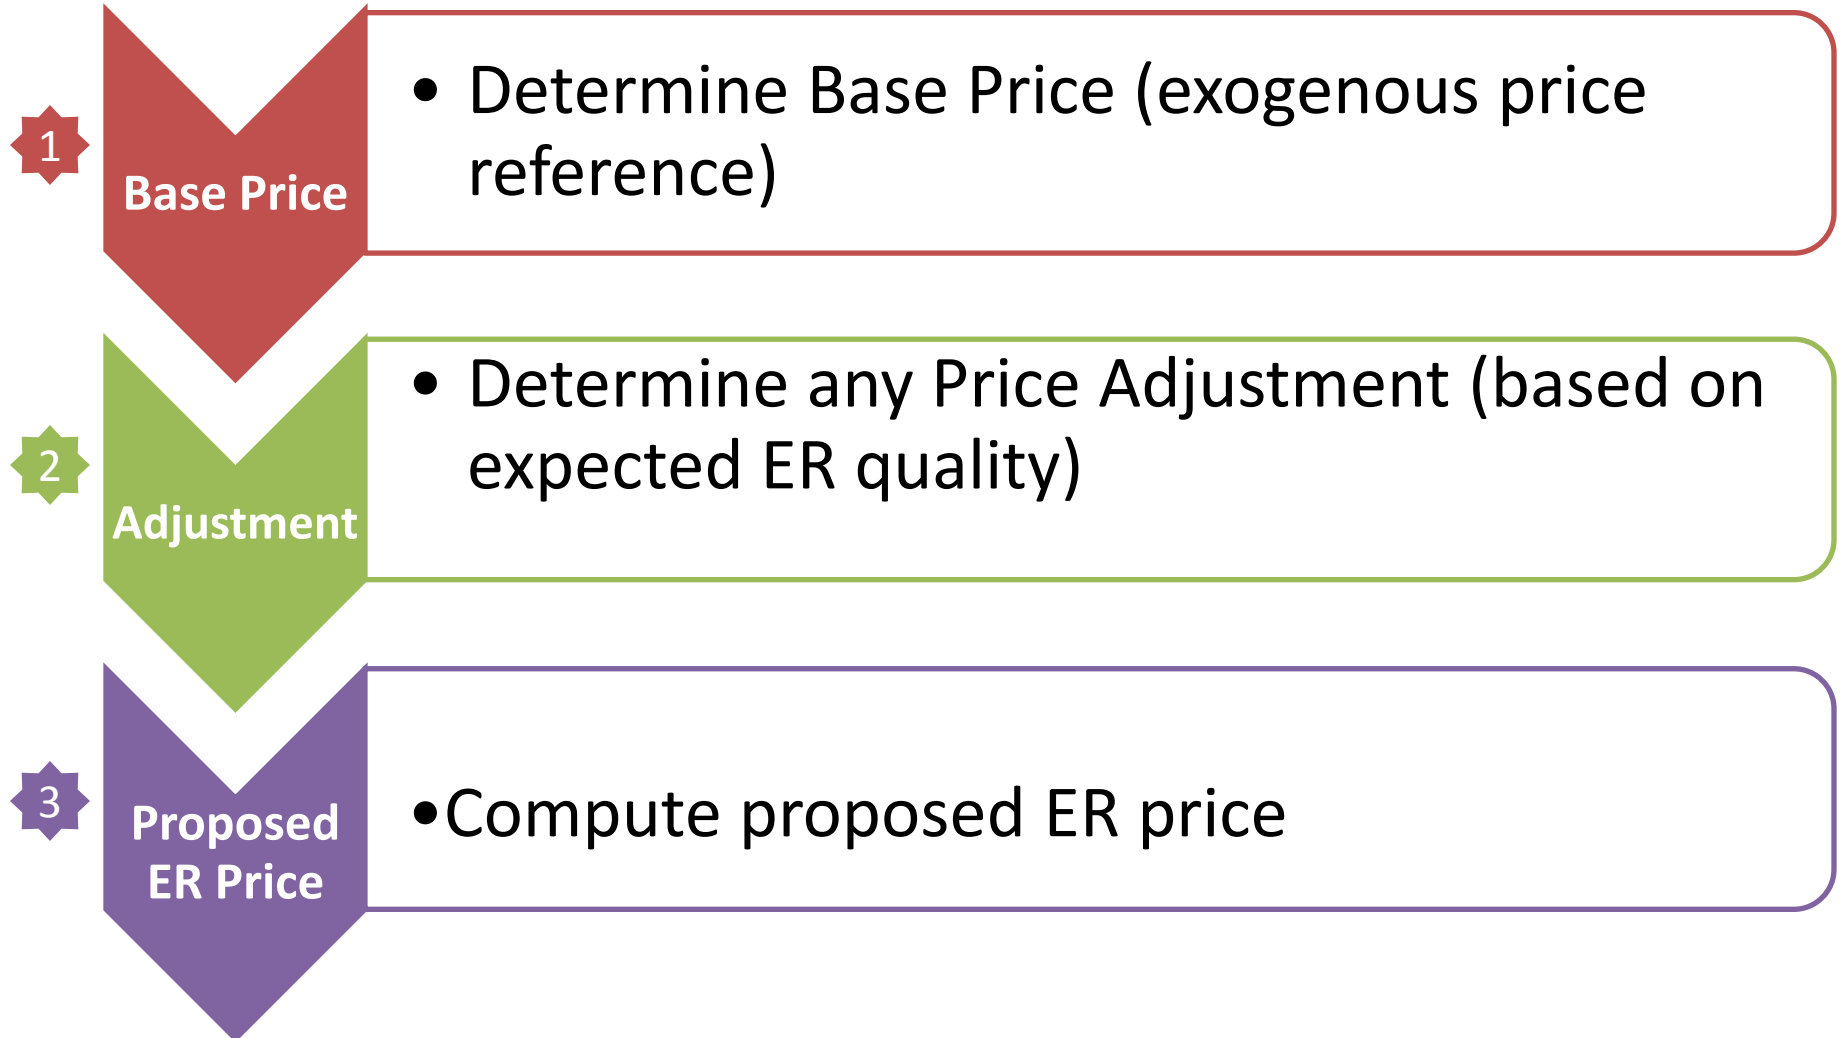 1
Base Price
• Determine Base Price (exogenous price
reference)
2
Adjustment
• Determine any Price Adjustment (based on
expected ER quality)
3
Proposed
ER Price
•Compute proposed ER price